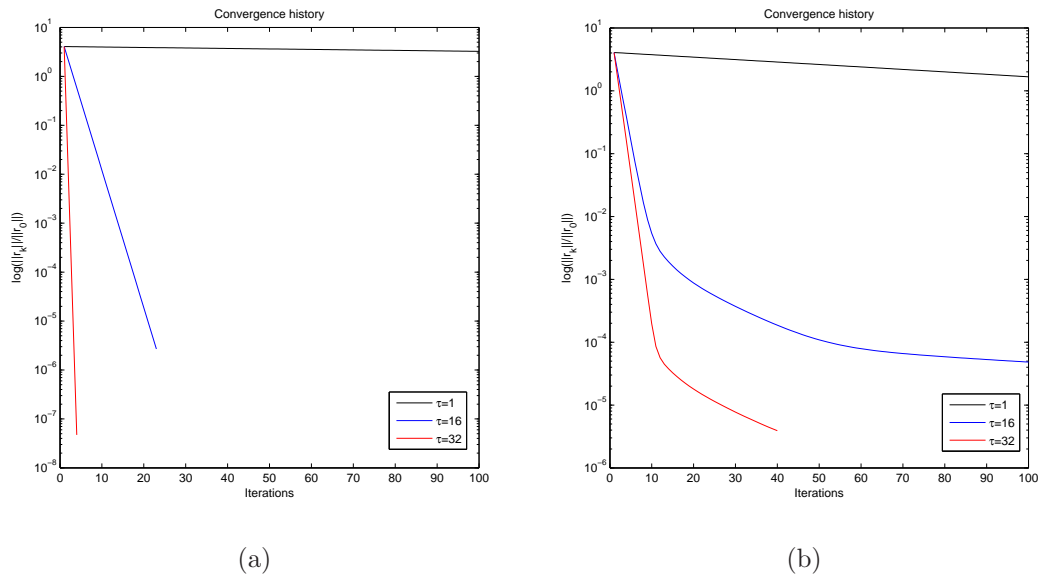 Convergence history
10^1
10^0
10^-1
10^-2
10^-3
10^-4
10^-5
10^-6
10^-7
10^-8
log(||r_k||/||r_0||)
0 10 20 30 40 50 60 70 80 90 100
Iterations
τ=1
τ=16
τ=32
(a)
Convergence history
10^1
10^0
10^-1
10^-2
10^-3
10^-4
10^-5
10^-6
log(||r_k||/||r_0||)
0 10 20 30 40 50 60 70 80 90 100
Iterations
τ=1
τ=16
τ=32
(b)